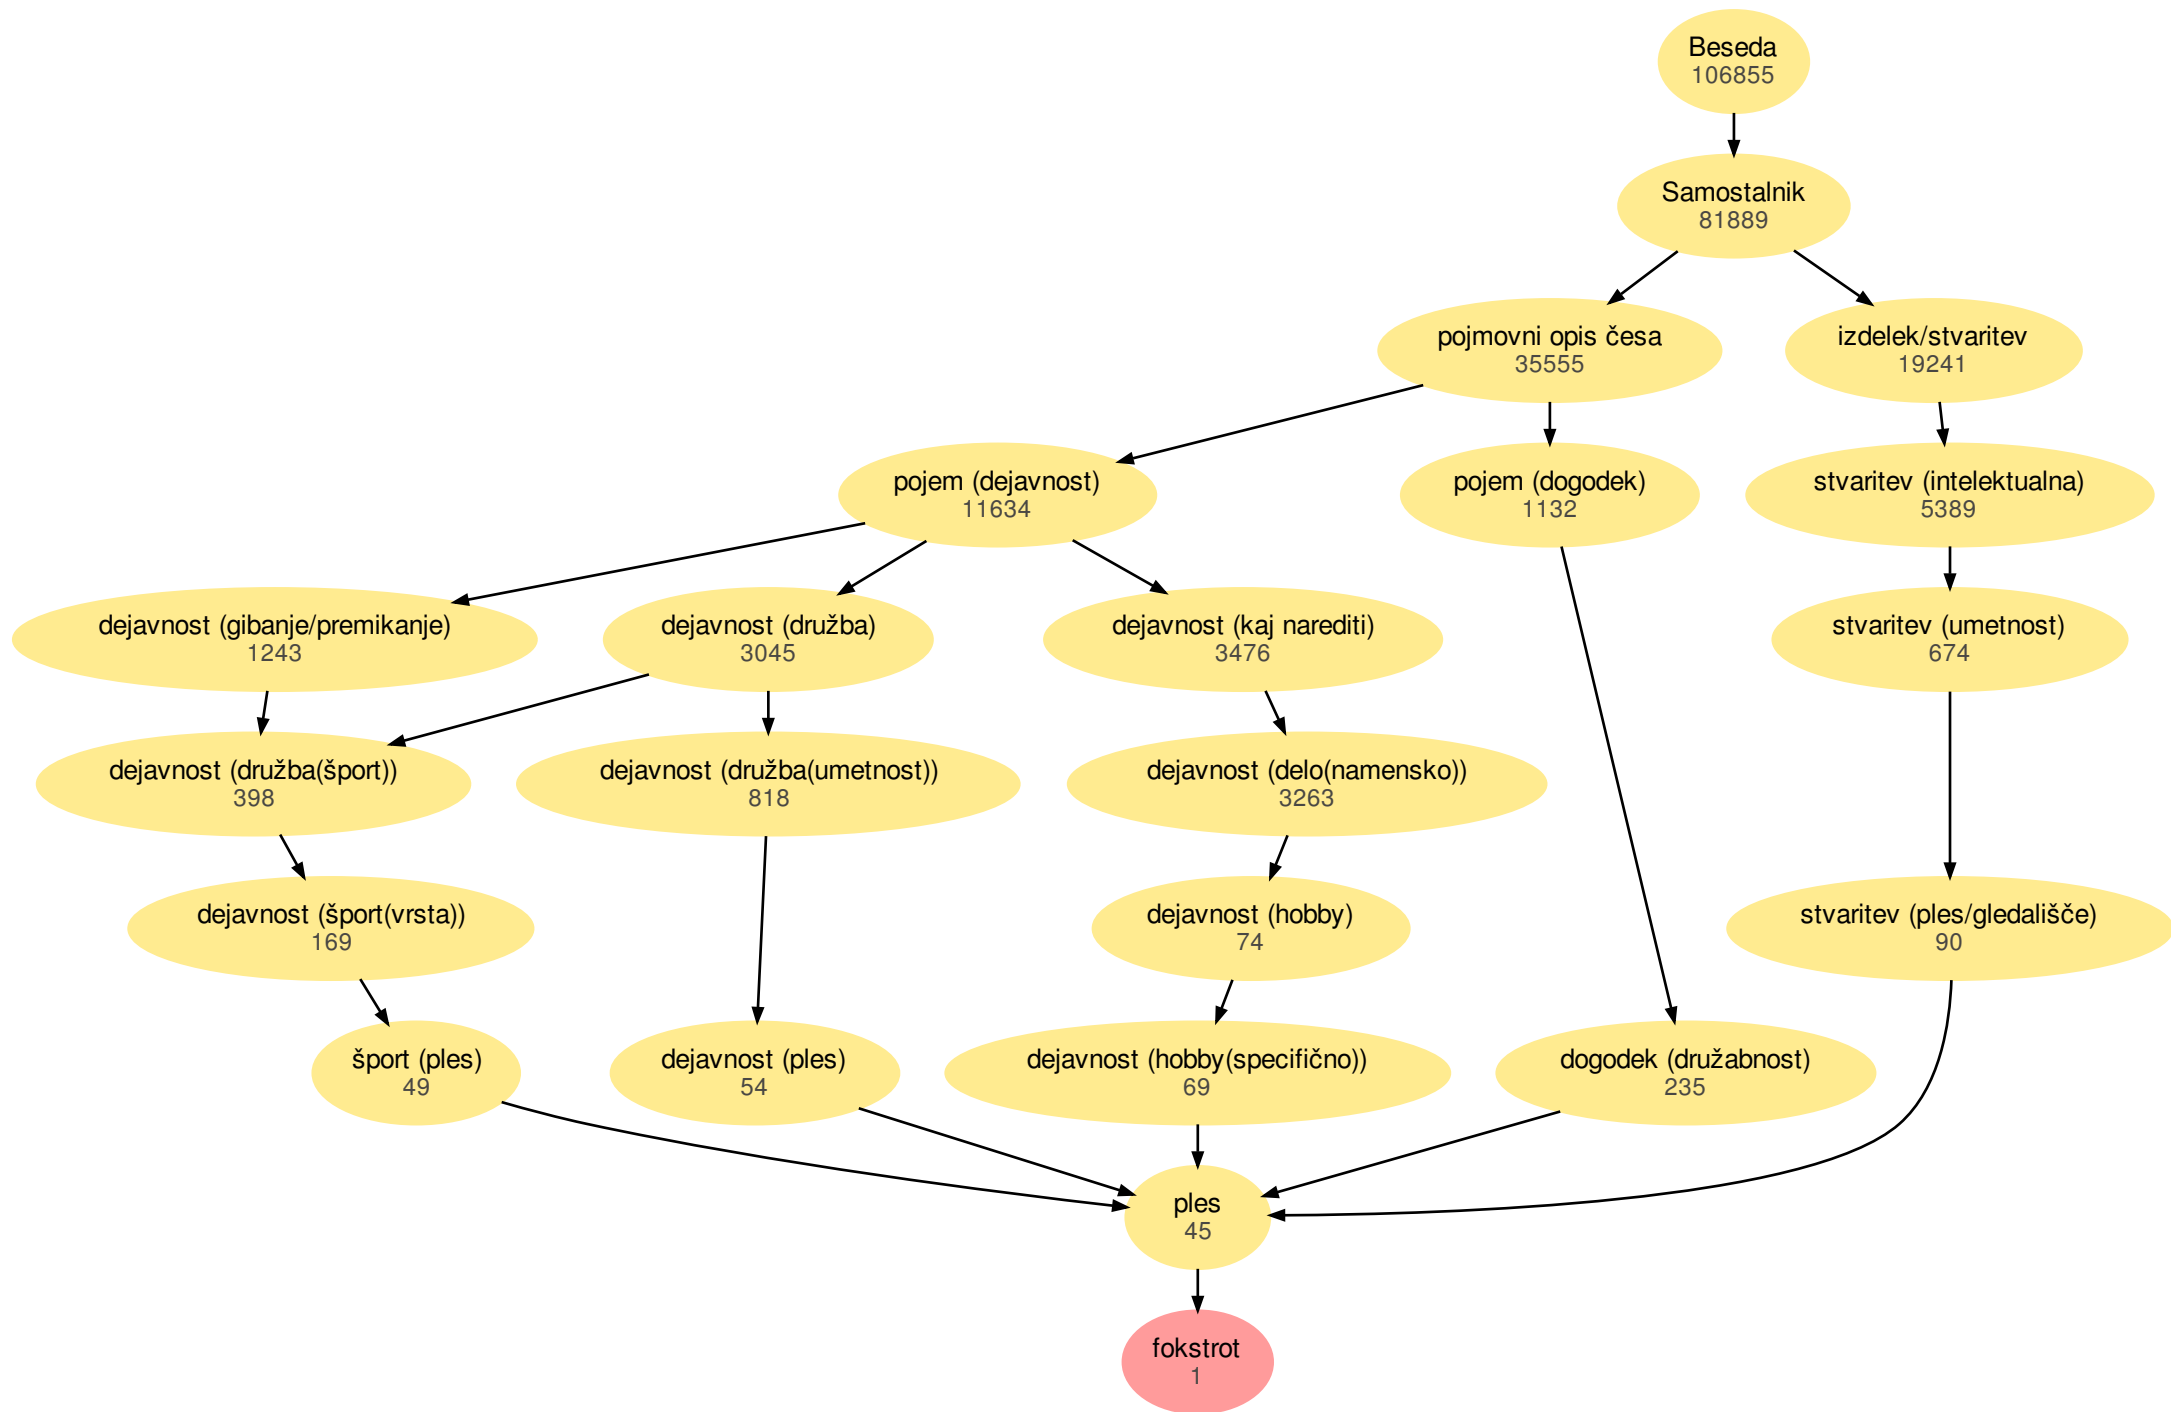 Beseda
106855
Samostalnik
81889
pojmovni opis česa
35555
izdelek/stvaritev
19241
pojem (dejavnost)
11634
pojem (dogodek)
1132
stvaritev (intelektualna)
5389
dejavnost (gibanje/premikanje)
1243
dejavnost (družba)
3045
dejavnost (kaj narediti)
3476
stvaritev (umetnost)
674
dejavnost (družba(šport))
398
dejavnost (družba(umetnost))
818
dejavnost (delo(namensko))
3263
dejavnost (šport(vrsta))
169
dejavnost (hobby)
74
stvaritev (ples/gledališče)
90
šport (ples)
49
dejavnost (ples)
54
dejavnost (hobby(specifično))
69
dogodek (družabnost)
235
ples
45
fokstrot
1